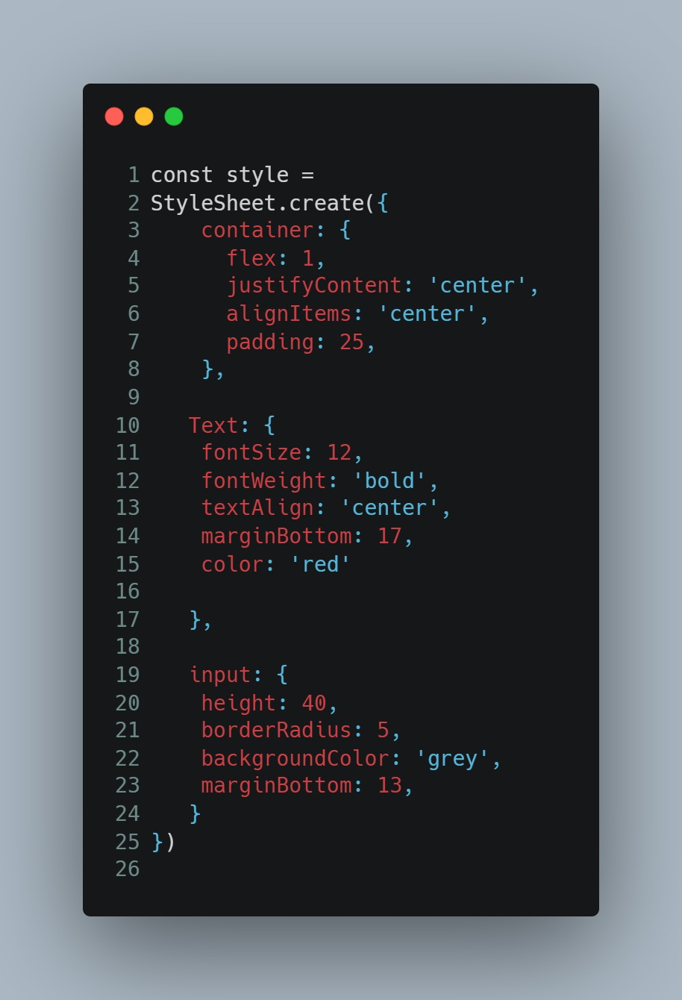 1 const style =
2 StyleSheet.create({
3     container: {
4       flex: 1,
5       justifyContent: 'center',
6       alignItems: 'center',
7       padding: 25,
8     },
9
10    Text: {
11     fontSize: 12,
12     fontWeight: 'bold',
13     textAlign: 'center',
14     marginBottom: 17,
15     color: 'red'
16
17    },
18
19    input: {
20     height: 40,
21     borderRadius: 5,
22     backgroundColor: 'grey',
23     marginBottom: 13,
24    }
25 })
26